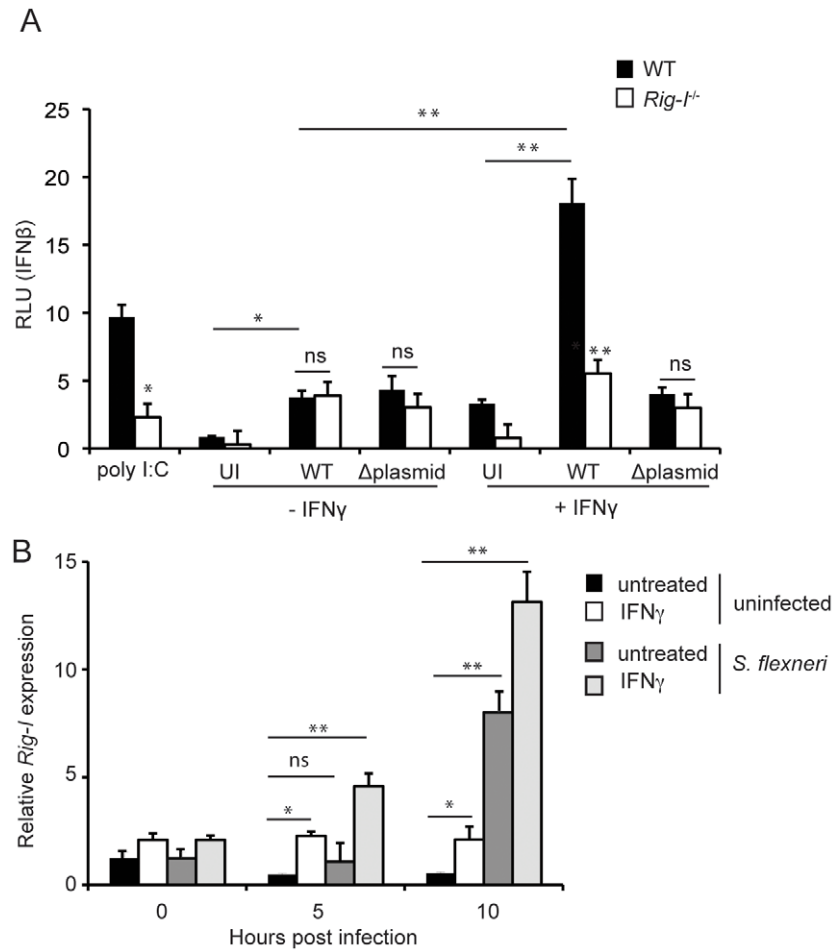 A
WT
Rig-I-/-
RLU (IFNβ)
25
20
15
10
5
0
**
**
*
ns
ns
*
* **
ns
poly I:C
UI
WT
Δplasmid
UI
WT
Δplasmid
- IFNγ
+ IFNγ
B
Relative Rig-I expression
15
10
5
0
**
**
**
ns
*
*
untreated
IFNγ
uninfected
untreated
IFNγ
S. flexneri
0
5
10
Hours post infection